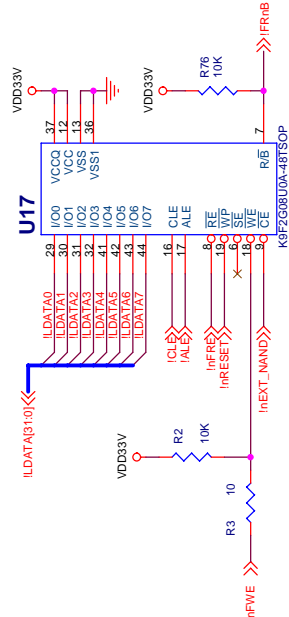 U17
K9F2G08U0A-48TSOP
!LDATA[31:0]
!LDATA0
!LDATA1
!LDATA2
!LDATA3
!LDATA4
!LDATA5
!LDATA6
!LDATA7
29
30
31
32
41
42
43
44
I/O0
I/O1
I/O2
I/O3
I/O4
I/O5
I/O6
I/O7
VDD33V
37
12
13
36
VCCQ
VCC
VSS
VSS1
!CLE
!ALE
16
17
CLE
ALE
!nFRE
!nRESET
!nEXT_NAND
8
19
6
18
9
RE
WP
SE
WE
CE
R/B
7
VDD33V
R76
10K
!FRnB
VDD33V
R2
10K
R3
10
!nFWE